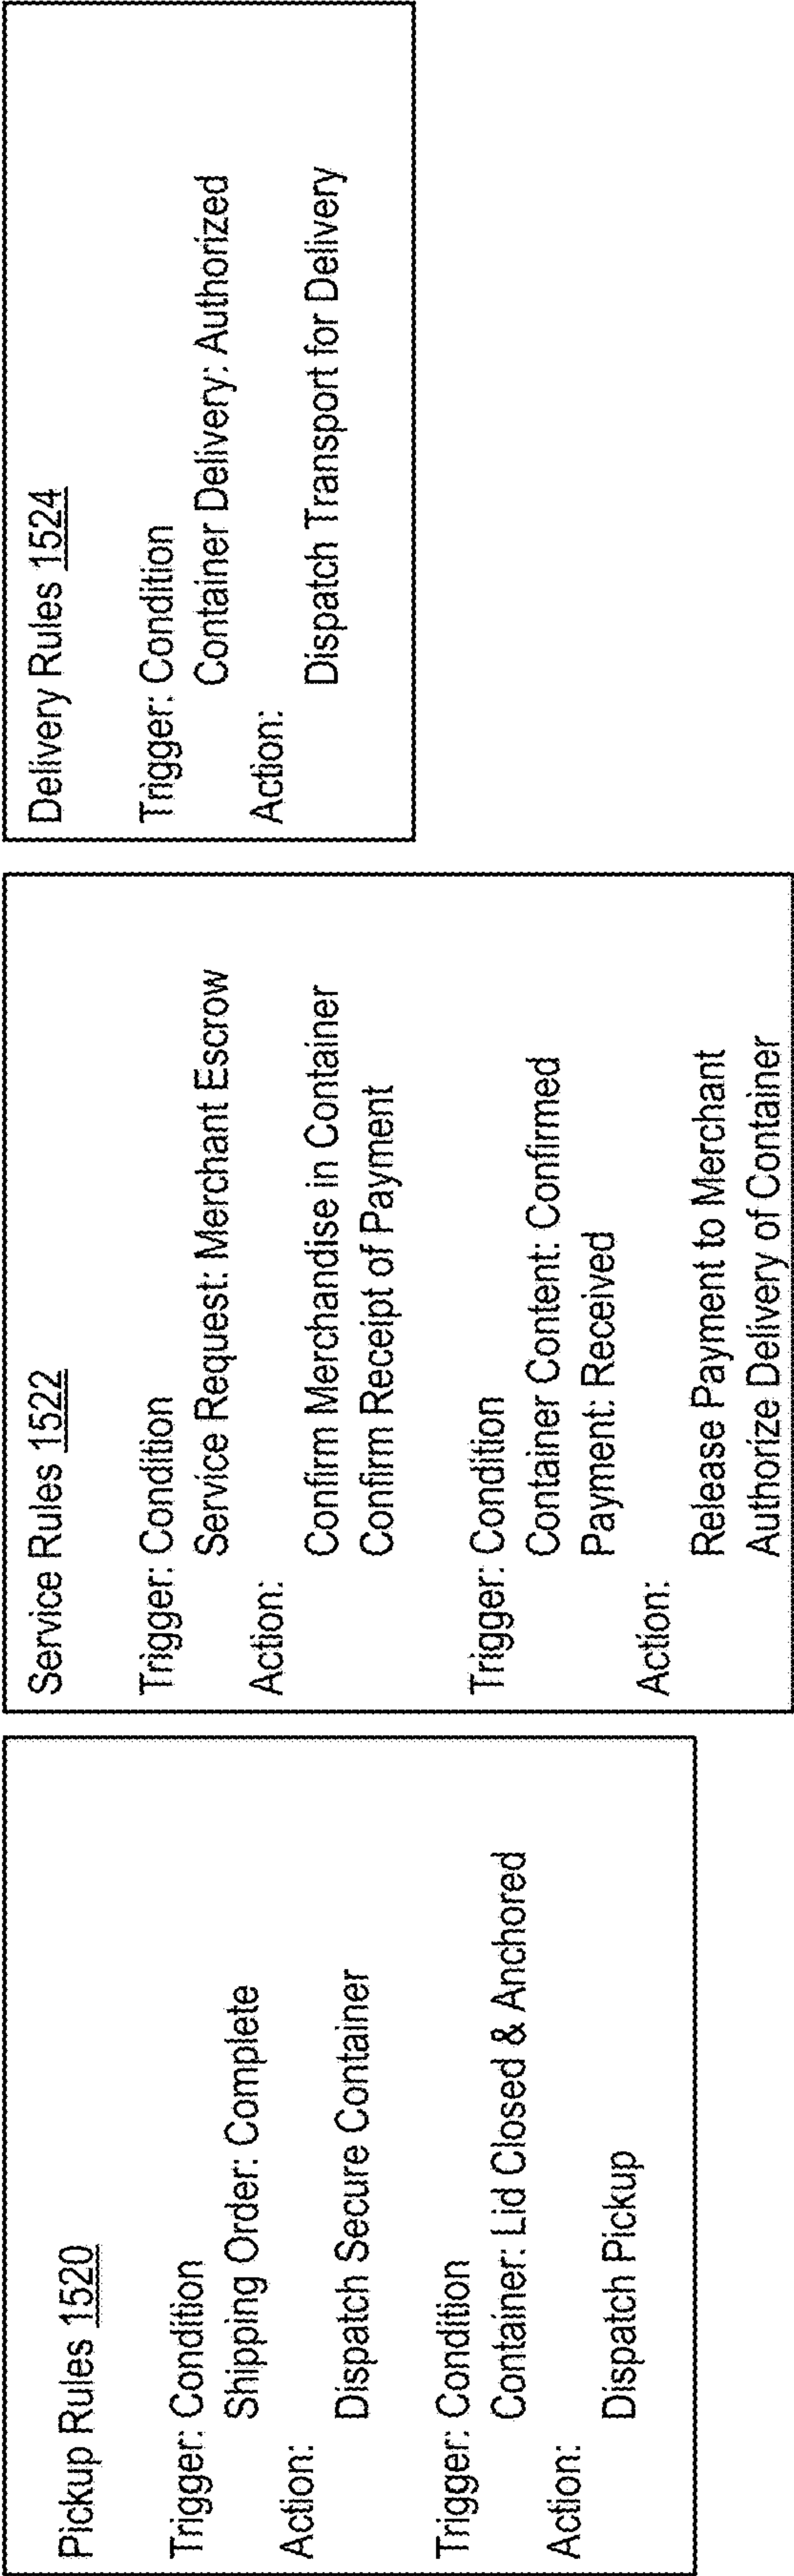 Pickup Rules 1520
Trigger: Condition
Shipping Order: Complete
Action:
Dispatch Secure Container
Trigger: Condition
Container: Lid Closed & Anchored
Action:
Dispatch Pickup
Service Rules 1522
Trigger: Condition
Service Request: Merchant Escrow
Action:
Confirm Merchandise in Container
Confirm Receipt of Payment
Trigger: Condition
Container Content: Confirmed
Payment: Received
Action:
Release Payment to Merchant
Authorize Delivery of Container
Delivery Rules 1524
Trigger: Condition
Container Delivery: Authorized
Action:
Dispatch Transport for Delivery